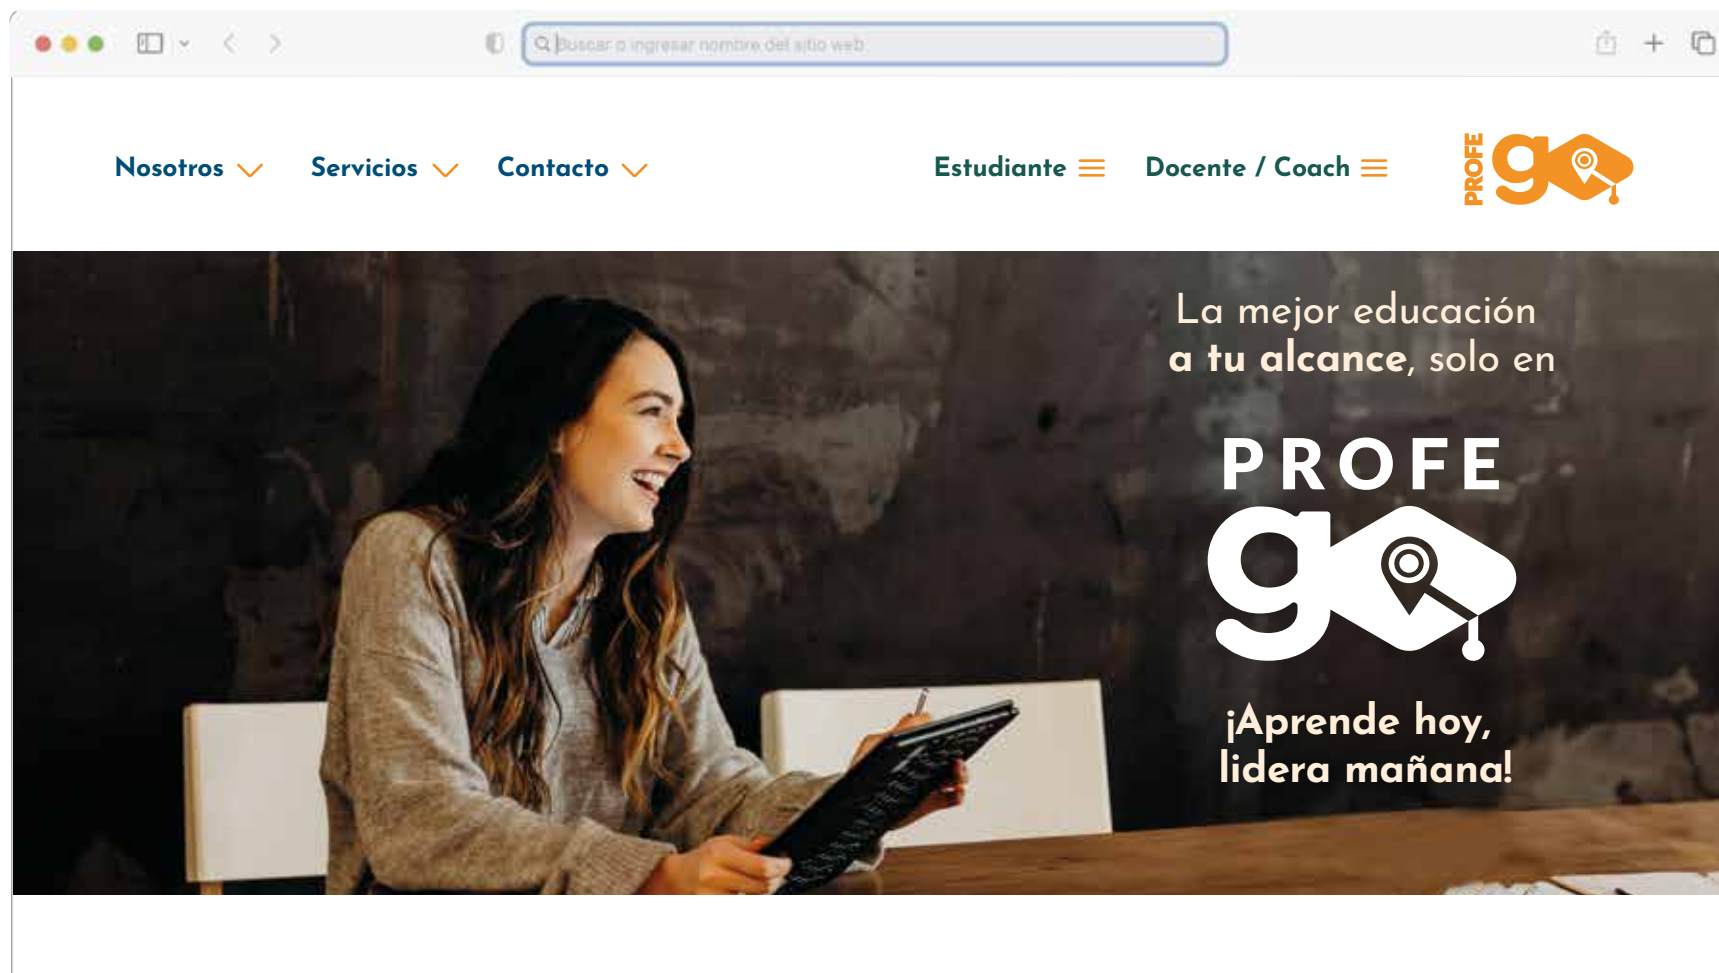 Buscar o ingresar nombre del sitio web
Nosotros
Servicios
Contacto
Estudiante
Docente / Coach
PROFE
go
La mejor educación
a tu alcance, solo en
PROFE
go
¡Aprende hoy,
lidera mañana!